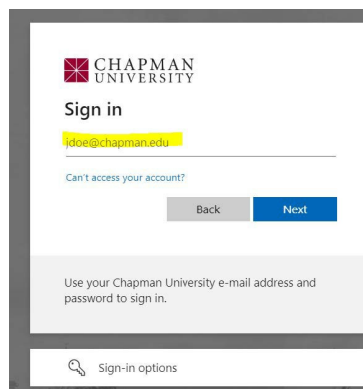 CHAPMAN
UNIVERSITY
Sign in
jdoe@chapman.edu
Can't access your account?
Back Next
Use your Chapman University e-mail address and
password to sign in.
Sign-in options